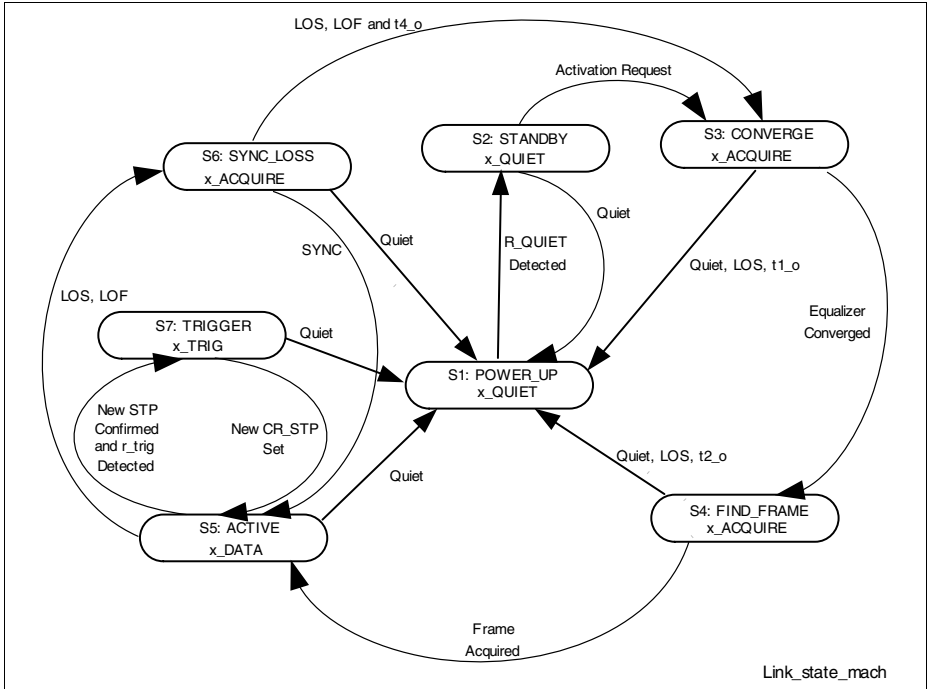 LOS, LOF and t4_o
Activation Request
S2: STANDBY
x_QUIET
S3: CONVERGE
x_ACQUIRE
S6: SYNC_LOSS
x_ACQUIRE
Quiet
Quiet
R_QUIET
Detected
SYNC
Quiet, LOS, t1_o
LOS, LOF
Equalizer
Converged
S7: TRIGGER
x_TRIG
Quiet
S1: POWER_UP
x_QUIET
New STP
Confirmed
and r_trig
Detected
New CR_STP
Set
Quiet
Quiet, LOS, t2_o
S5: ACTIVE
x_DATA
S4: FIND_FRAME
x_ACQUIRE
Frame
Acquired
Link_state_mach